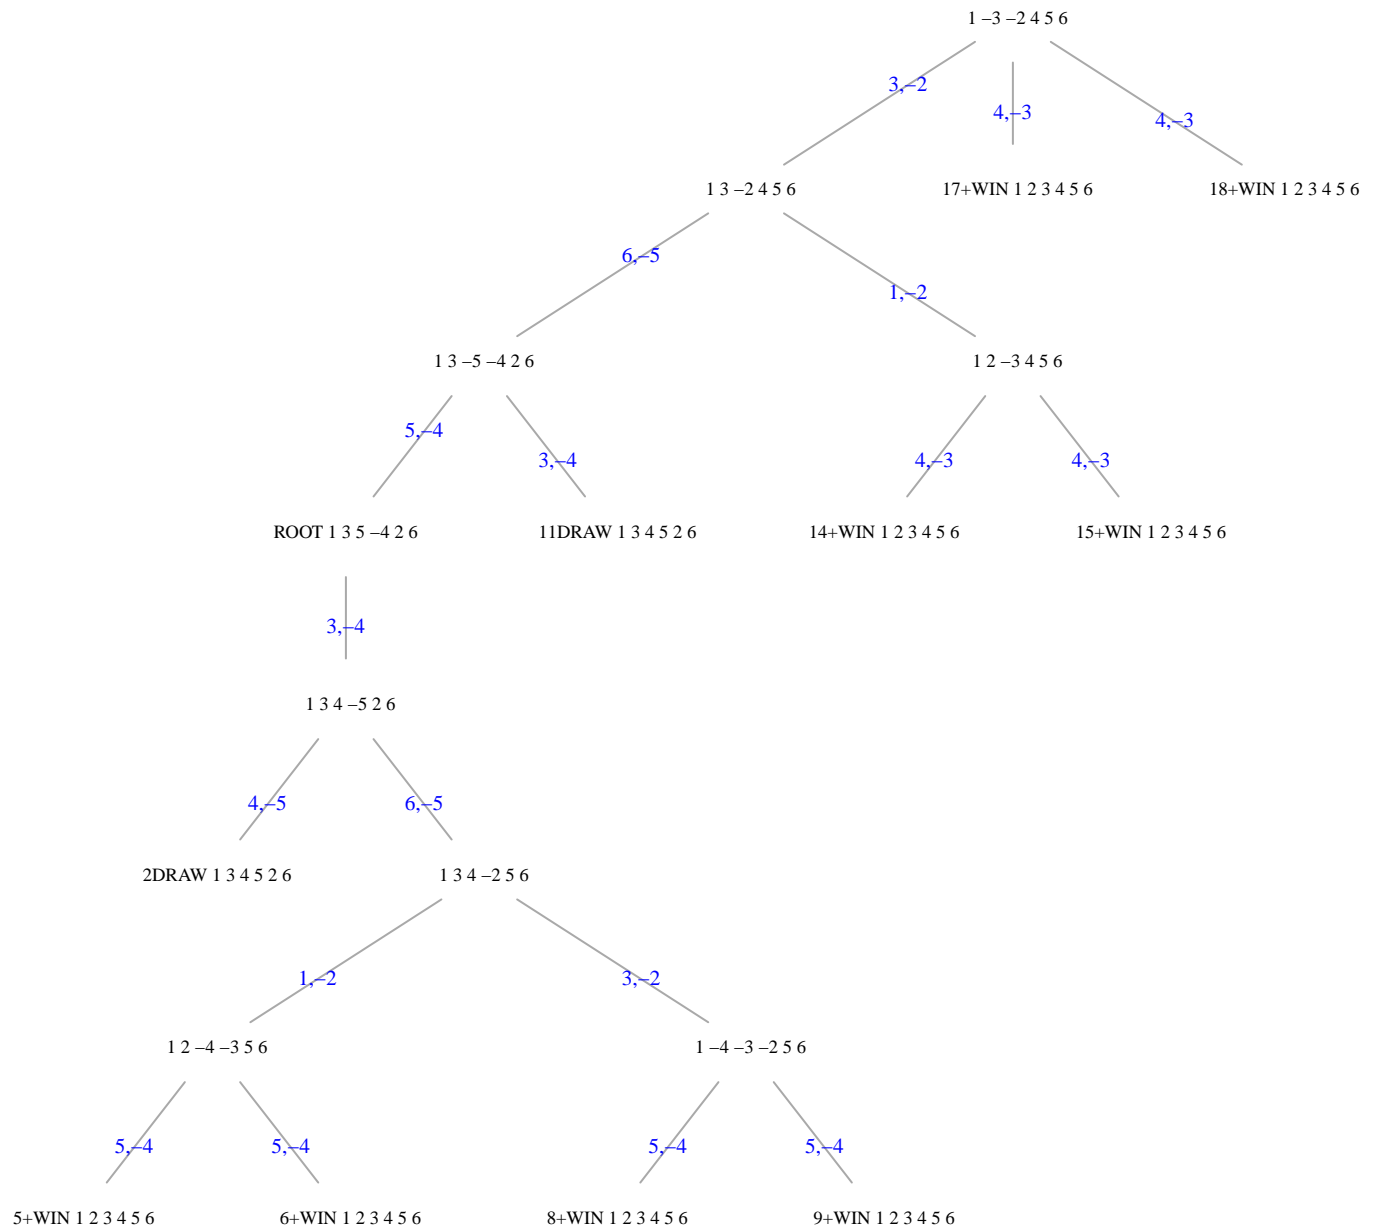 1 –3 –2 4 5 6
3,–2
4,–3
4,–3
1 3 –2 4 5 6
17+WIN 1 2 3 4 5 6
18+WIN 1 2 3 4 5 6
6,–5
1,–2
1 3 –5 –4 2 6
1 2 –3 4 5 6
5,–4
3,–4
4,–3
4,–3
ROOT 1 3 5 –4 2 6
11DRAW 1 3 4 5 2 6
14+WIN 1 2 3 4 5 6
15+WIN 1 2 3 4 5 6
3,–4
1 3 4 –5 2 6
4,–5
6,–5
2DRAW 1 3 4 5 2 6
1 3 4 –2 5 6
1,–2
3,–2
1 2 –4 –3 5 6
1 –4 –3 –2 5 6
5,–4
5,–4
5,–4
5,–4
5+WIN 1 2 3 4 5 6
6+WIN 1 2 3 4 5 6
8+WIN 1 2 3 4 5 6
9+WIN 1 2 3 4 5 6